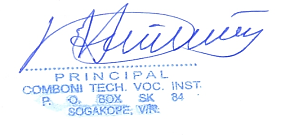 PRINCIPAL
COMBONI TECH. VOC. INST.
P. O. BOX SK 84
SOGAKOPE, V/R.